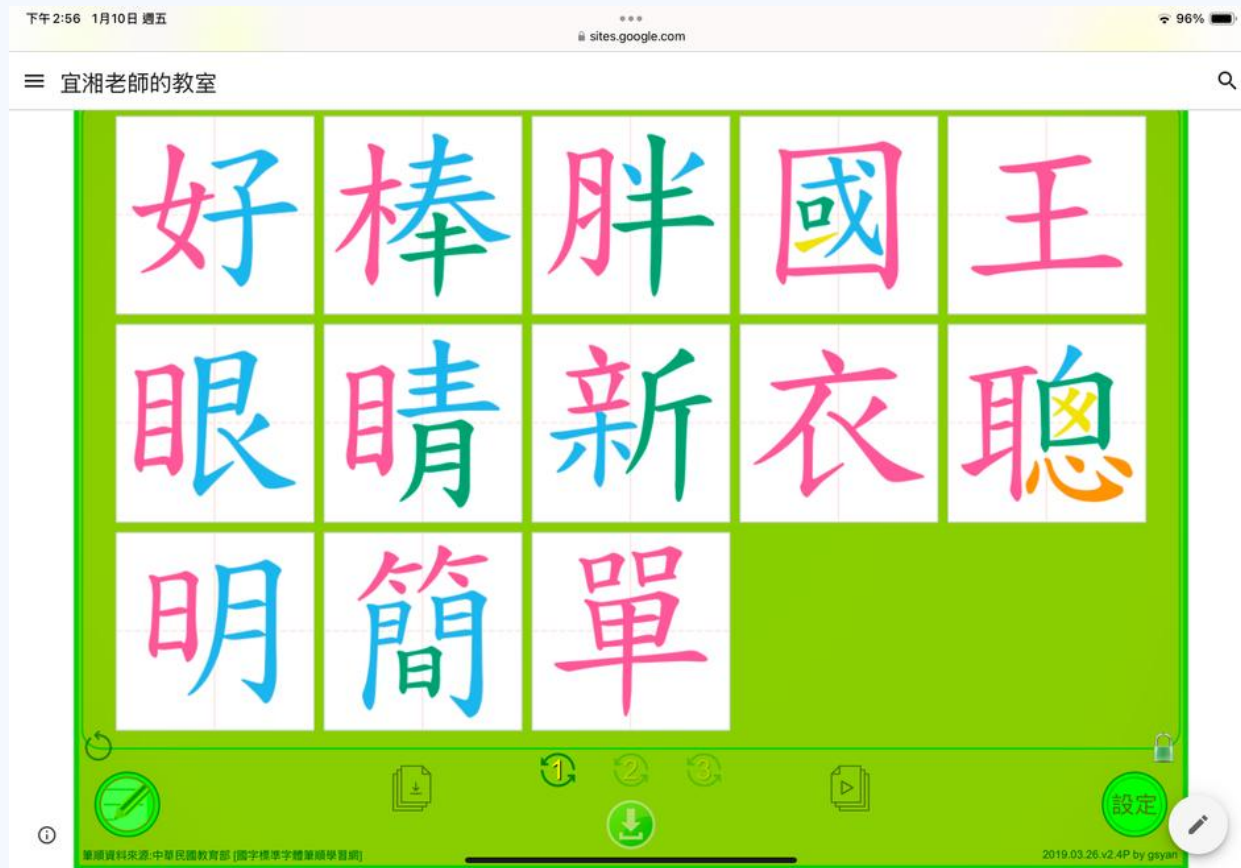 下午2:56 1月10日 週五
96%
sites.google.com
宜湘老師的教室
好棒胖國王
眼睛新衣聰
明簡單
1 2 3
設定
筆順資料來源:中華民國教育部 [國字標準字體筆順學習網]
2019.03.26.v2.4P by gsyan